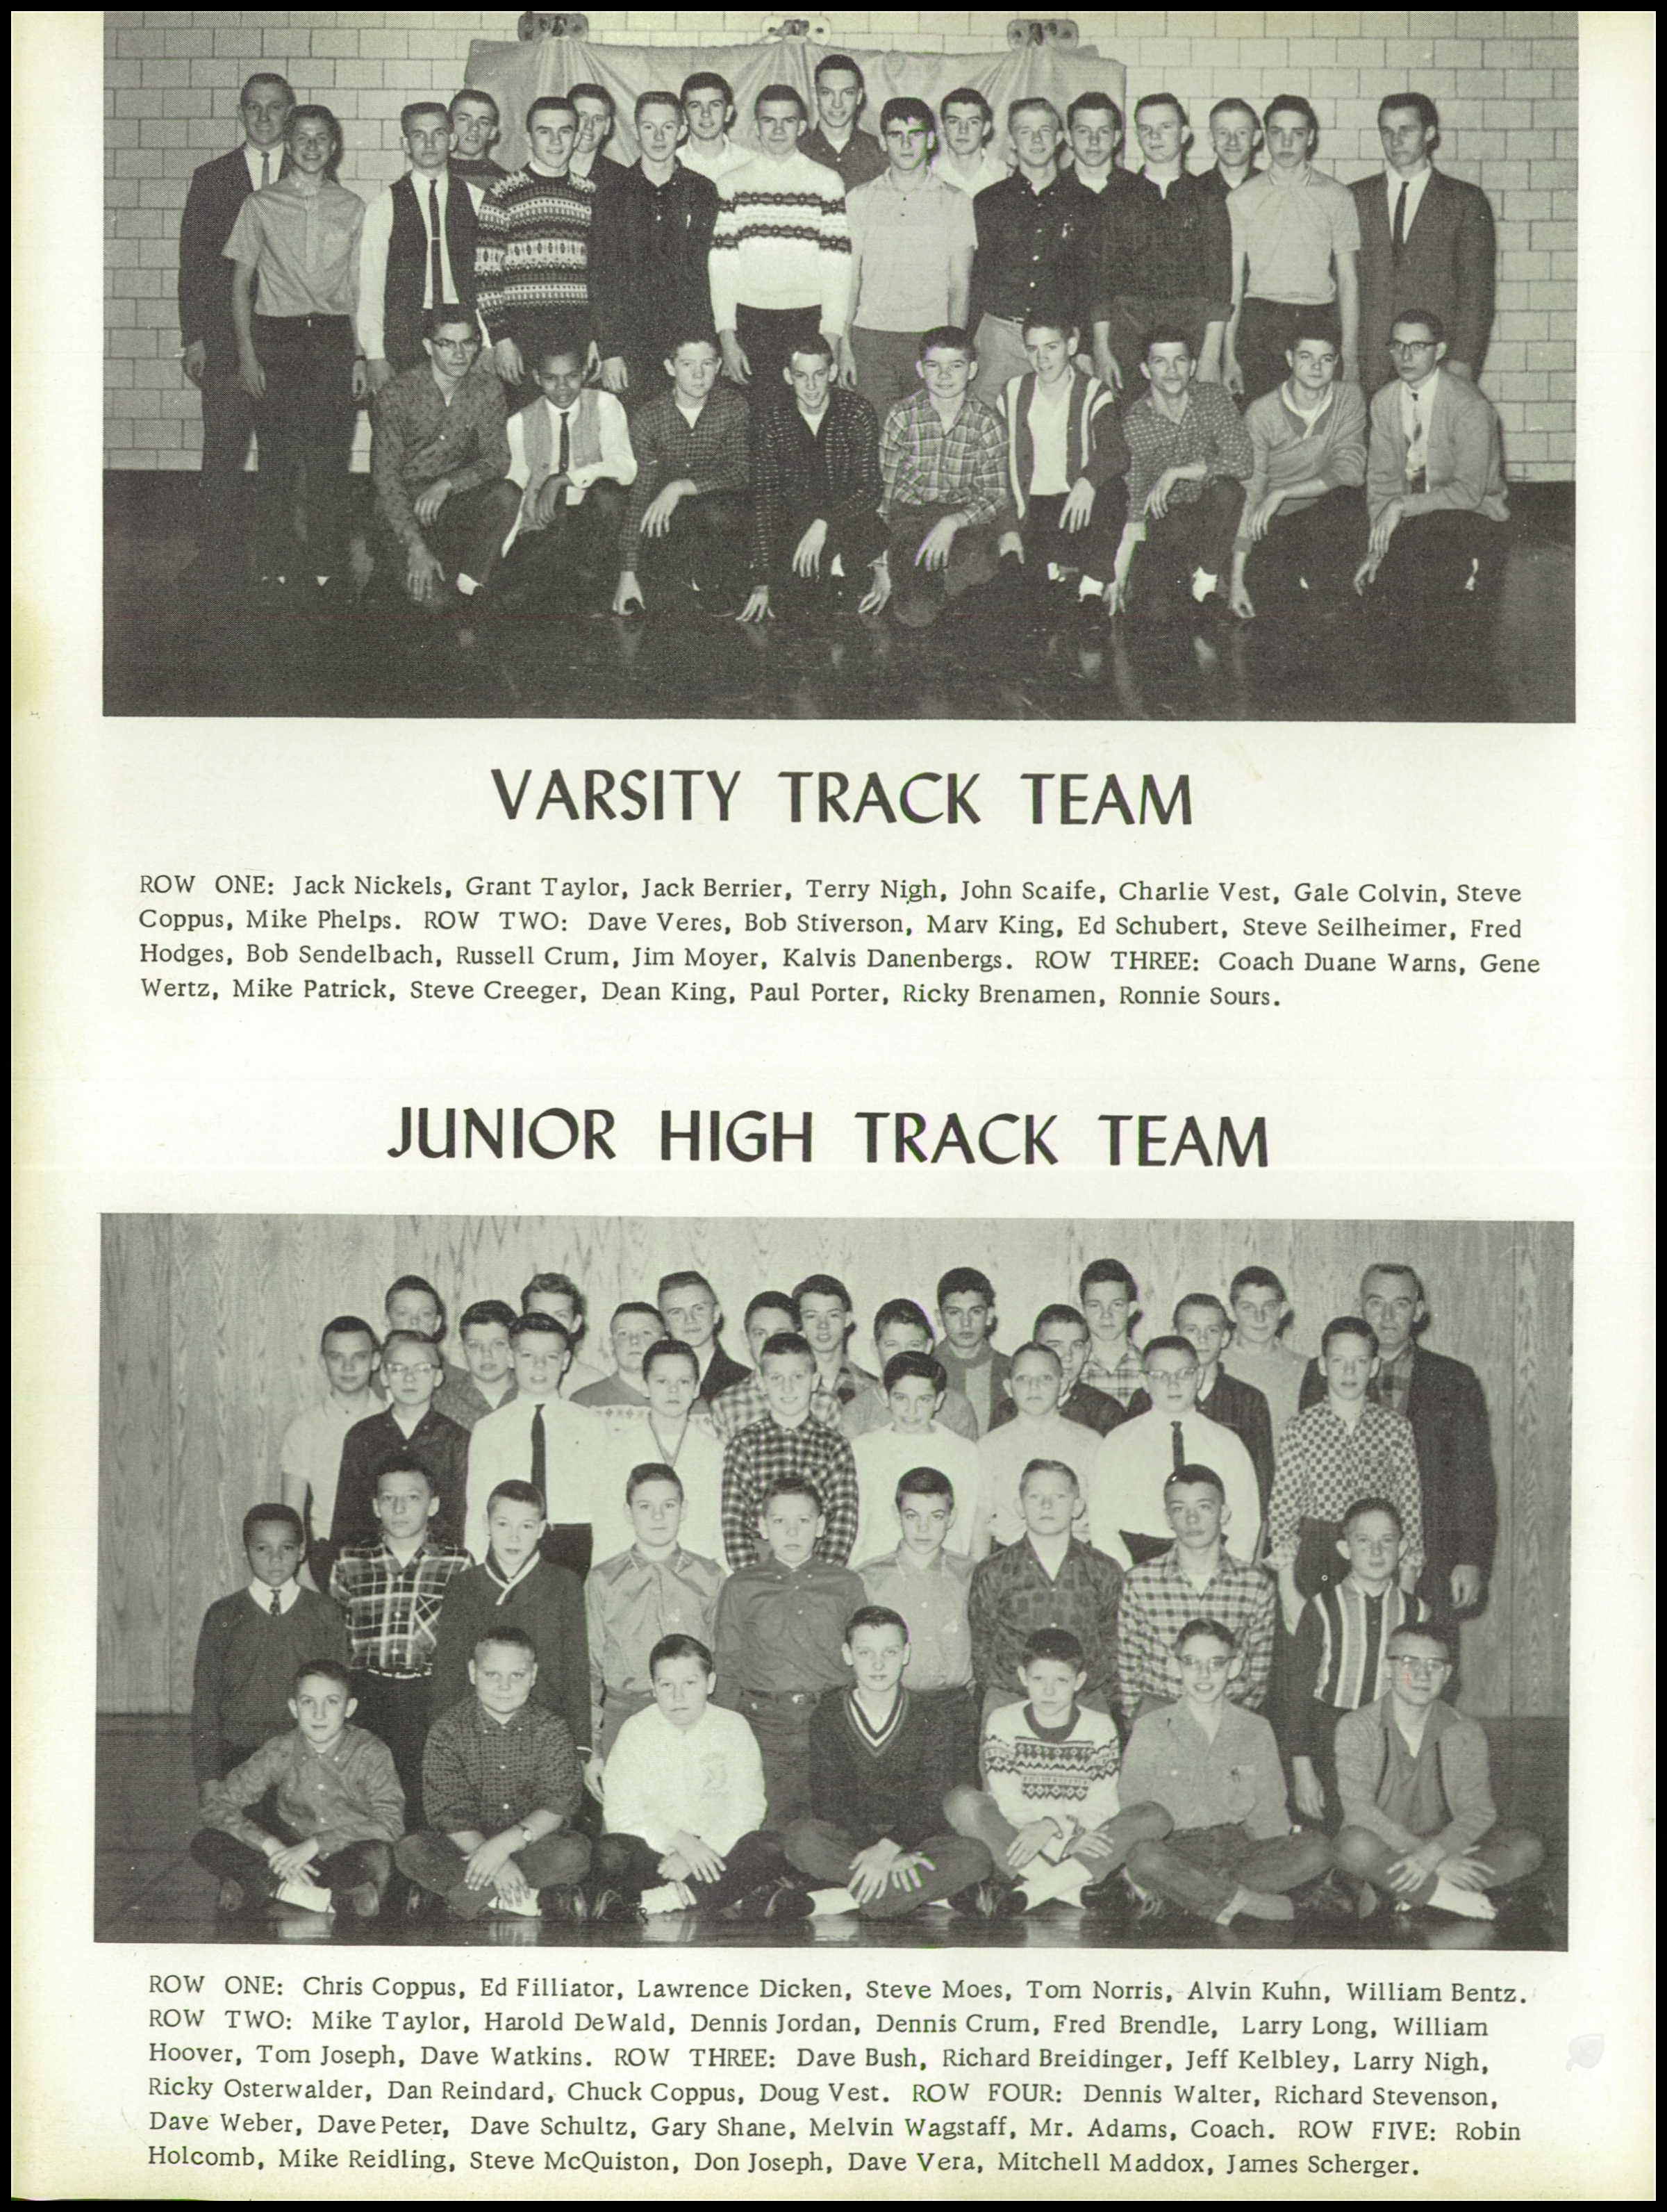 VARSITY TRACK TEAM
ROW ONE: Jack Nickels, Grant Taylor, Jack Berrier, Terry Nigh, John Scaife, Charlie Vest, Gale Colvin, Steve
Coppus, Mike Phelps. ROW TWO: Dave Veres, Bob Stiverson, Marv King, Ed Schubert, Steve Seilheimer, Fred
Hodges, Bob Sendelbach, Russell Crum, Jim Moyer, Kalvis Danenbergs. ROW THREE: Coach Duane Warns, Gene
Wertz, Mike Patrick, Steve Creeger, Dean King, Paul Porter, Ricky Brenamen, Ronnie Sours.
JUNIOR HIGH TRACK TEAM
ROW ONE: Chris Coppus, Ed Filliator, Lawrence Dicken, Steve Moes, Tom Norris, Alvin Kuhn, William Bentz.
ROW TWO: Mike Taylor, Harold DeWald, Dennis Jordan, Dennis Crum, Fred Brendle, Larry Long, William
Hoover, Tom Joseph, Dave Watkins. ROW THREE: Dave Bush, Richard Breidinger, Jeff Kelbley, Larry Nigh,
Ricky Osterwalder, Dan Reindard, Chuck Coppus, Doug Vest. ROW FOUR: Dennis Walter, Richard Stevenson,
Dave Weber, Dave Peter, Dave Schultz, Gary Shane, Melvin Wagstaff, Mr. Adams, Coach. ROW FIVE: Robin
Holcomb, Mike Reidling, Steve McQuiston, Don Joseph, Dave Vera, Mitchell Maddox, James Scherger.